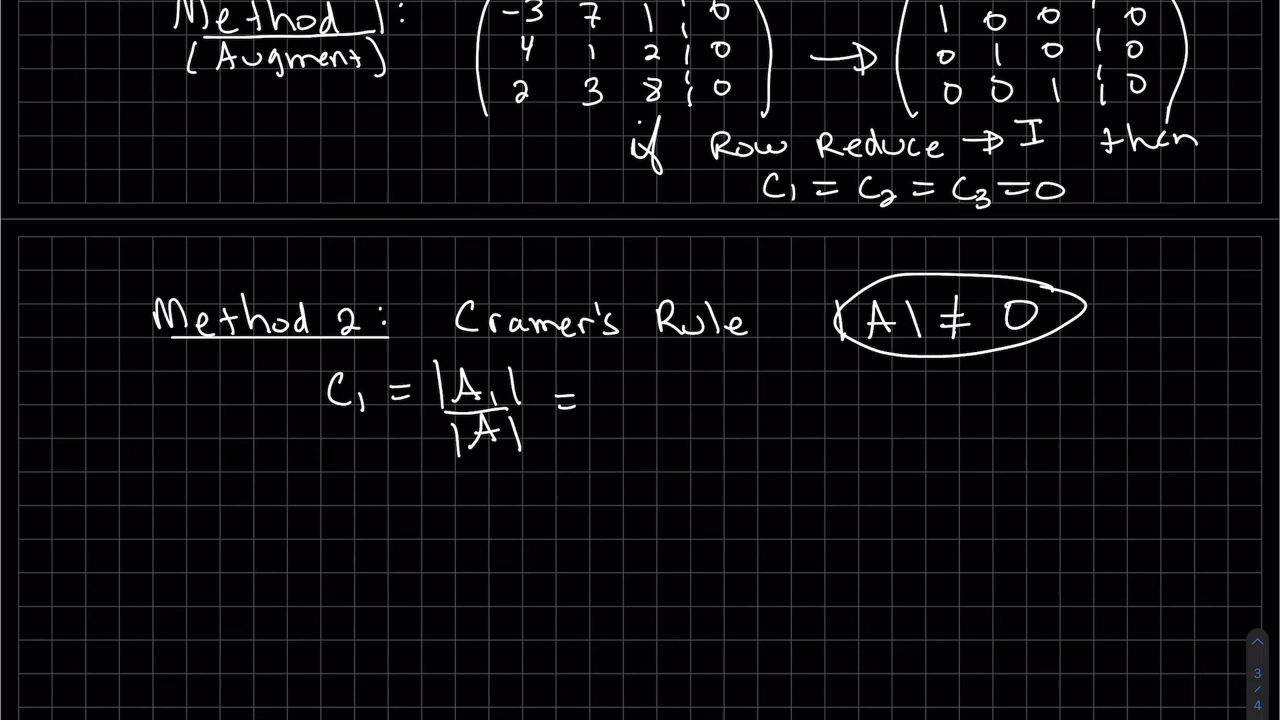 Method 1:
(Augment)
-3 7 1 | 0 1 0 0 | 0
4 1 2 | 0 → 0 1 0 | 0
2 3 8 | 0 0 0 1 | 0
if Row Reduce → I then
C1 = C2 = C3 = 0
Method 2: Cramer's Rule |A| ≠ 0
C1 = |A1| =
|A|
3
/
4